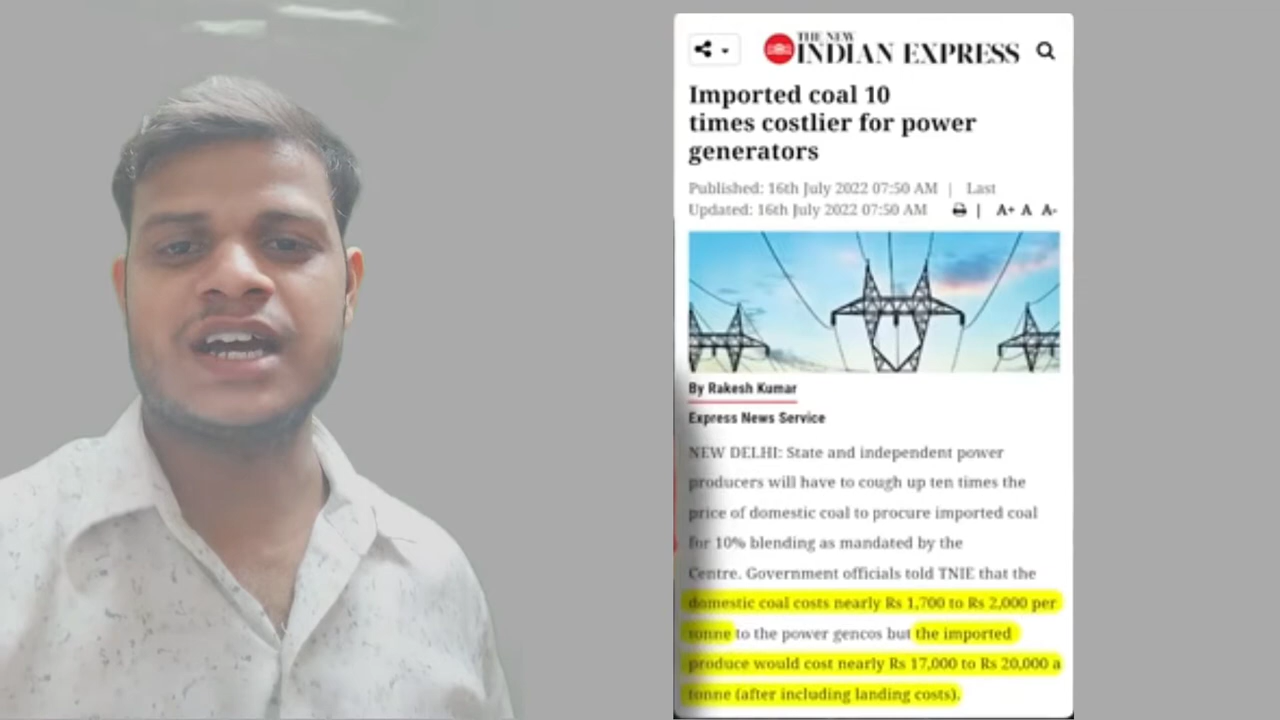 THE NEW
INDIAN EXPRESS
Imported coal 10
times costlier for power
generators
Published: 16th July 2022 07:50 AM | Last
Updated: 16th July 2022 07:50 AM | A+ A A-
By Rakesh Kumar
Express News Service
NEW DELHI: State and independent power
producers will have to cough up ten times the
price of domestic coal to procure imported coal
for 10% blending as mandated by the
Centre. Government officials told TNIE that the
domestic coal costs nearly Rs 1,700 to Rs 2,000 per
tonne to the power gencos but the imported
produce would cost nearly Rs 17,000 to Rs 20,000 a
tonne (after including landing costs).